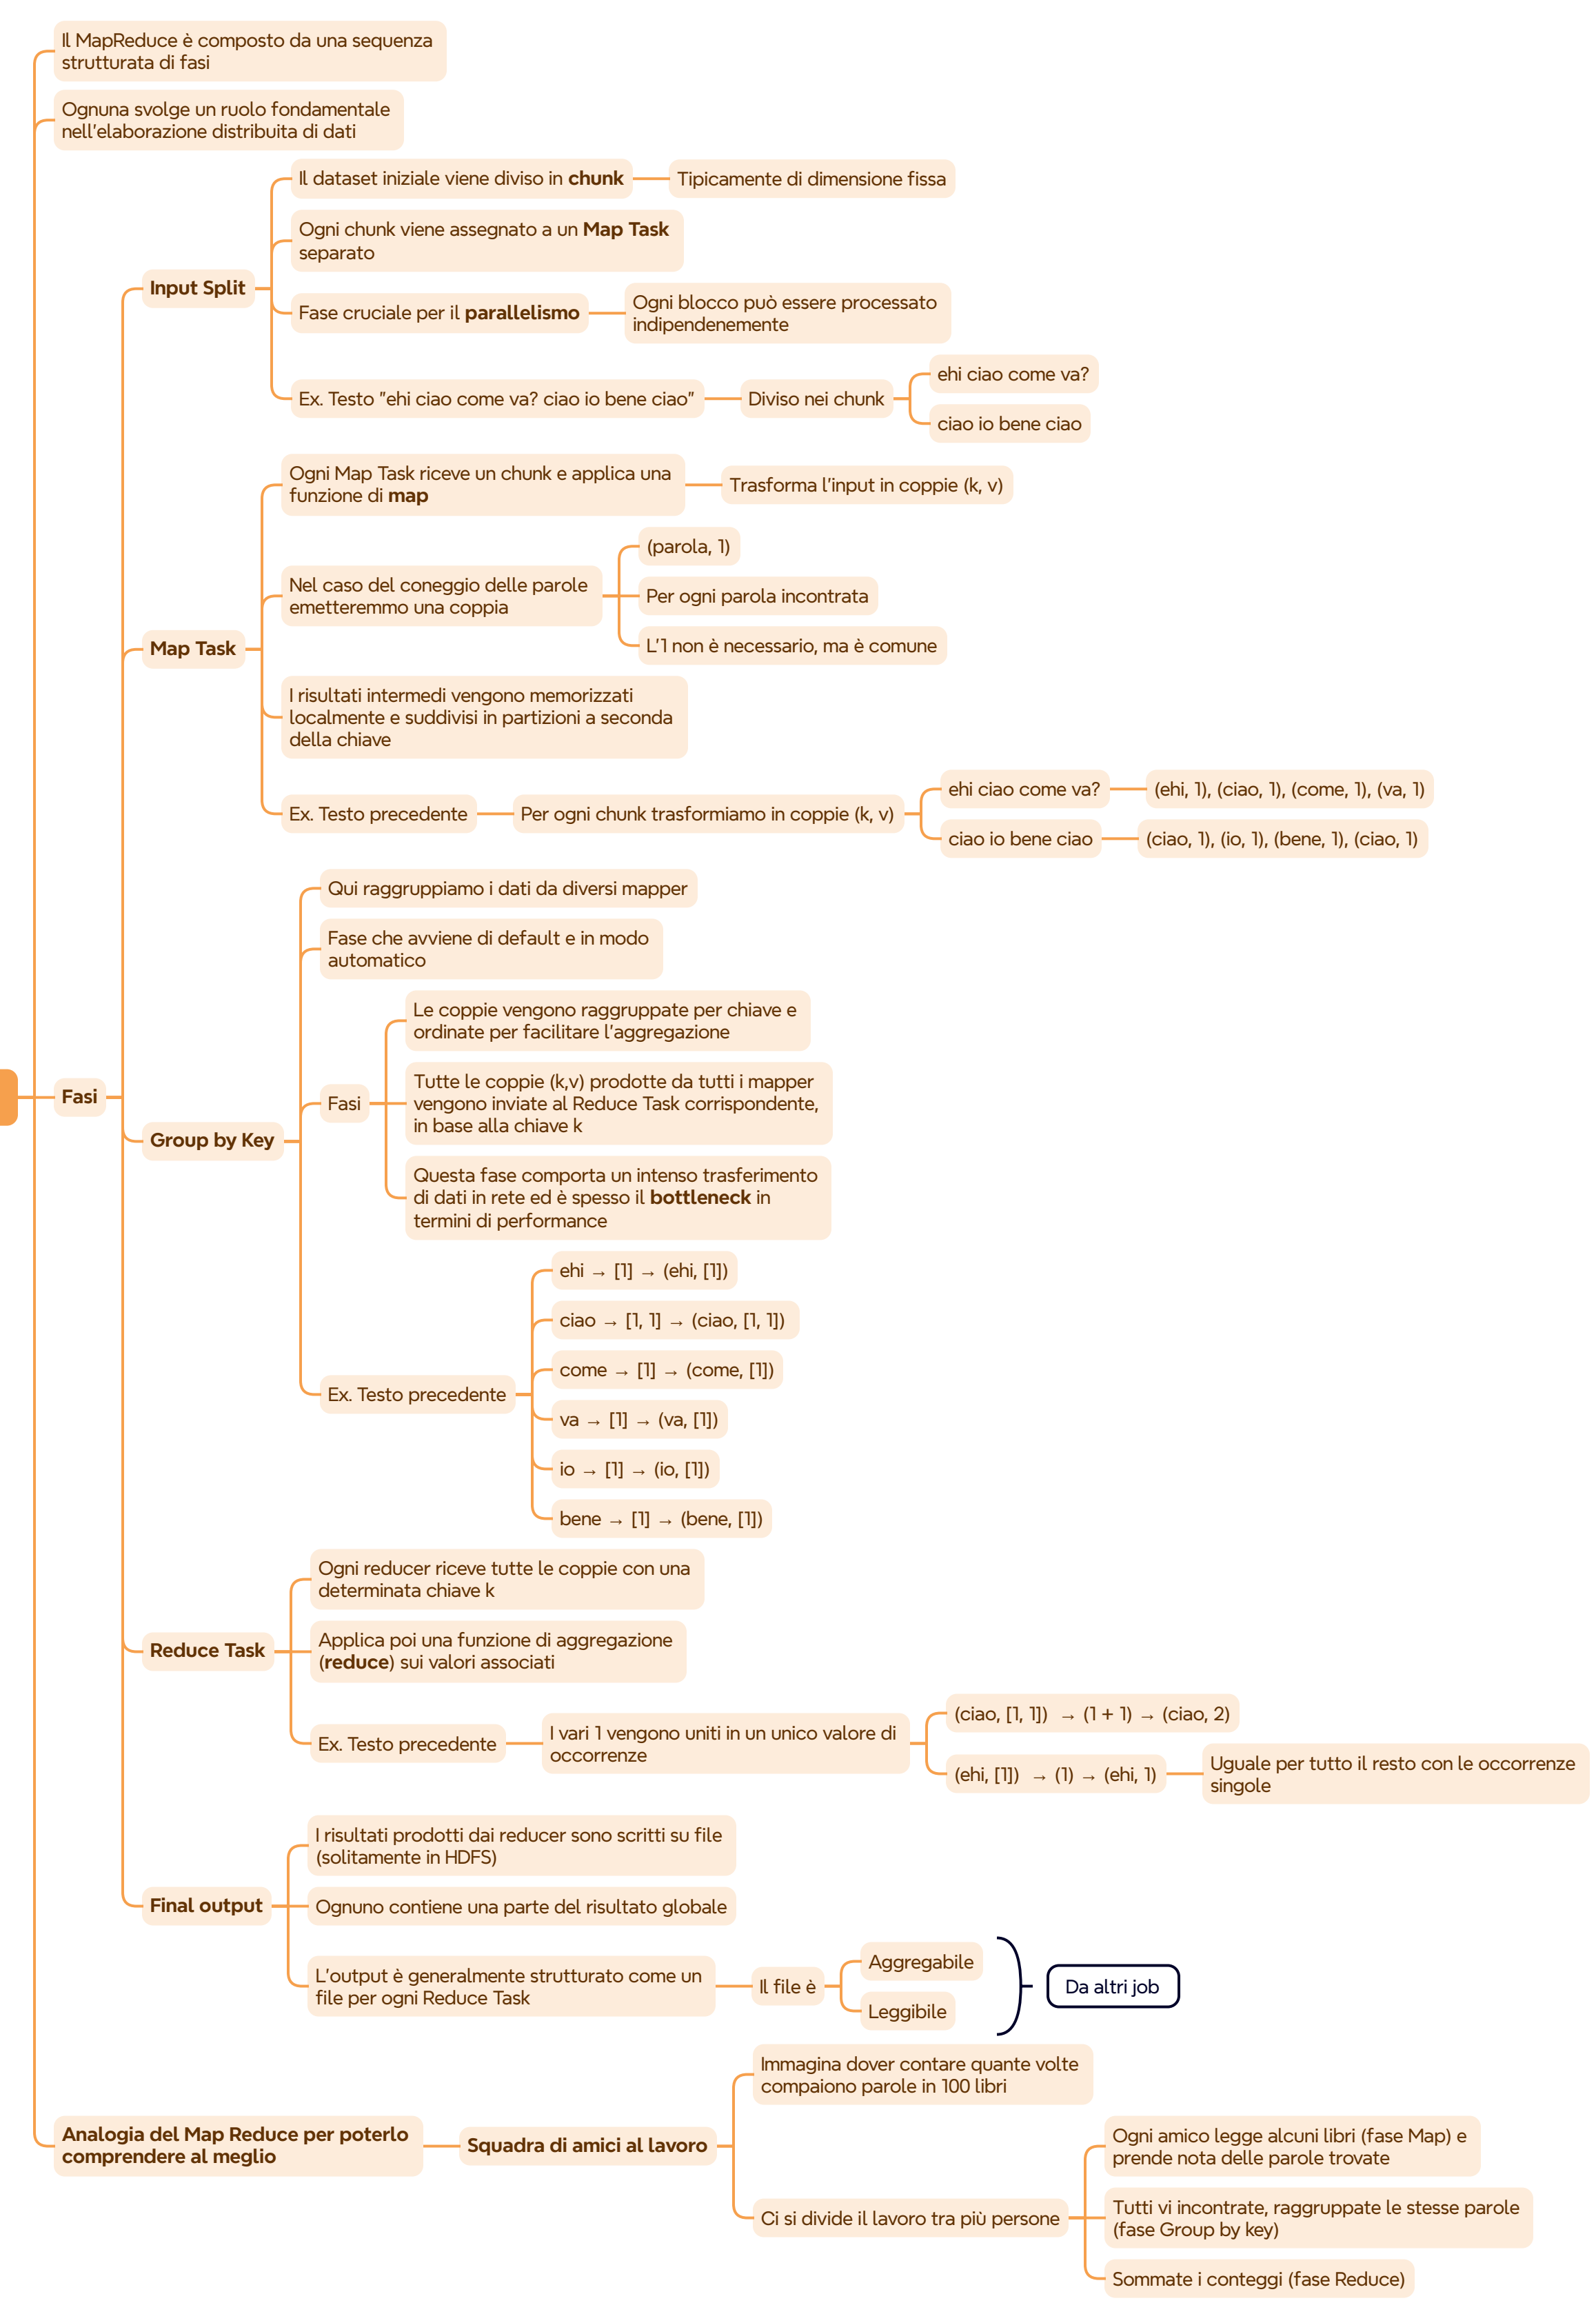 Il MapReduce è composto da una sequenza
strutturata di fasi
Ognuna svolge un ruolo fondamentale
nell'elaborazione distribuita di dati
Fasi
Input Split
Il dataset iniziale viene diviso in chunk
Tipicamente di dimensione fissa
Ogni chunk viene assegnato a un Map Task
separato
Fase cruciale per il parallelismo
Ogni blocco può essere processato
indipendenemente
Ex. Testo "ehi ciao come va? ciao io bene ciao"
Diviso nei chunk
ehi ciao come va?
ciao io bene ciao
Map Task
Ogni Map Task riceve un chunk e applica una
funzione di map
Trasforma l'input in coppie (k, v)
Nel caso del coneggio delle parole
emetteremmo una coppia
(parola, 1)
Per ogni parola incontrata
L'1 non è necessario, ma è comune
I risultati intermedi vengono memorizzati
localmente e suddivisi in partizioni a seconda
della chiave
Ex. Testo precedente
Per ogni chunk trasformiamo in coppie (k, v)
ehi ciao come va?
(ehi, 1), (ciao, 1), (come, 1), (va, 1)
ciao io bene ciao
(ciao, 1), (io, 1), (bene, 1), (ciao, 1)
Group by Key
Qui raggruppiamo i dati da diversi mapper
Fase che avviene di default e in modo
automatico
Fasi
Le coppie vengono raggruppate per chiave e
ordinate per facilitare l'aggregazione
Tutte le coppie (k,v) prodotte da tutti i mapper
vengono inviate al Reduce Task corrispondente,
in base alla chiave k
Questa fase comporta un intenso trasferimento
di dati in rete ed è spesso il bottleneck in
termini di performance
Ex. Testo precedente
ehi → [1] → (ehi, [1])
ciao → [1, 1] → (ciao, [1, 1])
come → [1] → (come, [1])
va → [1] → (va, [1])
io → [1] → (io, [1])
bene → [1] → (bene, [1])
Reduce Task
Ogni reducer riceve tutte le coppie con una
determinata chiave k
Applica poi una funzione di aggregazione
(reduce) sui valori associati
Ex. Testo precedente
I vari 1 vengono uniti in un unico valore di
occorrenze
(ciao, [1, 1]) → (1 + 1) → (ciao, 2)
(ehi, [1]) → (1) → (ehi, 1)
Uguale per tutto il resto con le occorrenze
singole
Final output
I risultati prodotti dai reducer sono scritti su file
(solitamente in HDFS)
Ognuno contiene una parte del risultato globale
L'output è generalmente strutturato come un
file per ogni Reduce Task
Il file è
Aggregabile
Leggibile
Da altri job
Analogia del Map Reduce per poterlo
comprendere al meglio
Squadra di amici al lavoro
Immagina dover contare quante volte
compaiono parole in 100 libri
Ci si divide il lavoro tra più persone
Ogni amico legge alcuni libri (fase Map) e
prende nota delle parole trovate
Tutti vi incontrate, raggruppate le stesse parole
(fase Group by key)
Sommate i conteggi (fase Reduce)